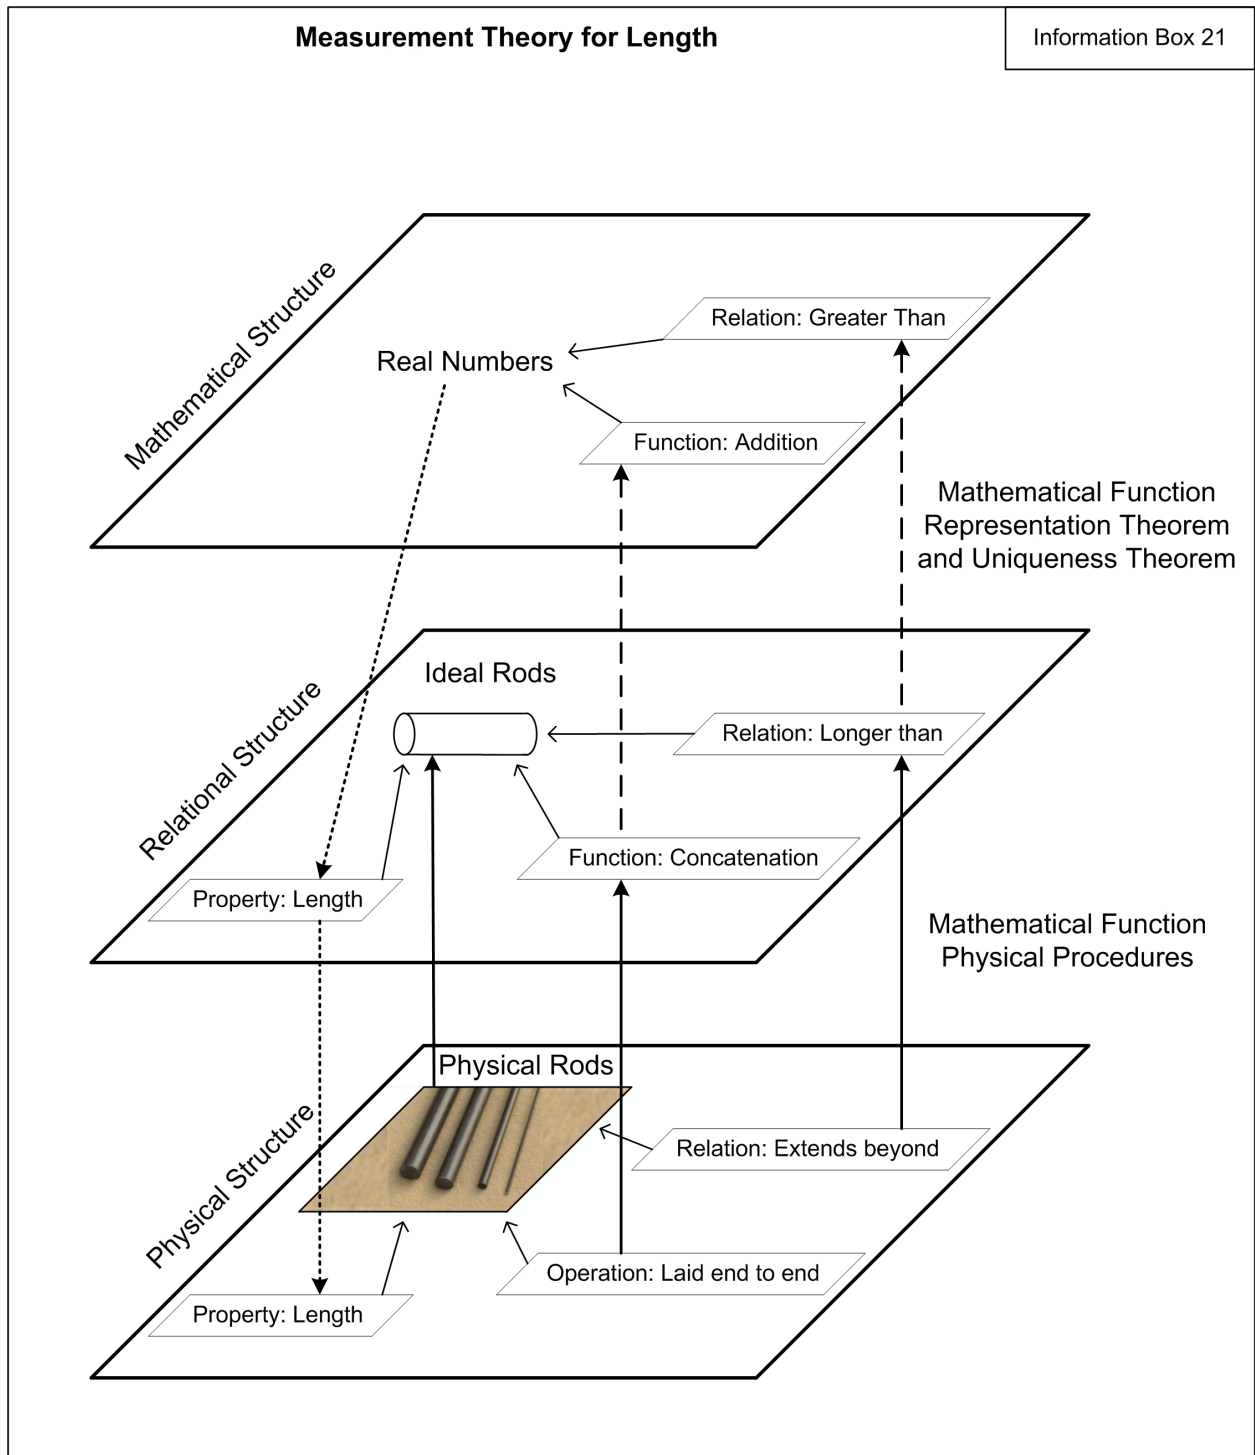 Measurement Theory for Length
Information Box 21
Mathematical Structure
Relation: Greater Than
Real Numbers
Function: Addition
Mathematical Function
Representation Theorem
and Uniqueness Theorem
Relational Structure
Ideal Rods
Relation: Longer than
Function: Concatenation
Property: Length
Mathematical Function
Physical Procedures
Physical Structure
Physical Rods
Relation: Extends beyond
Operation: Laid end to end
Property: Length